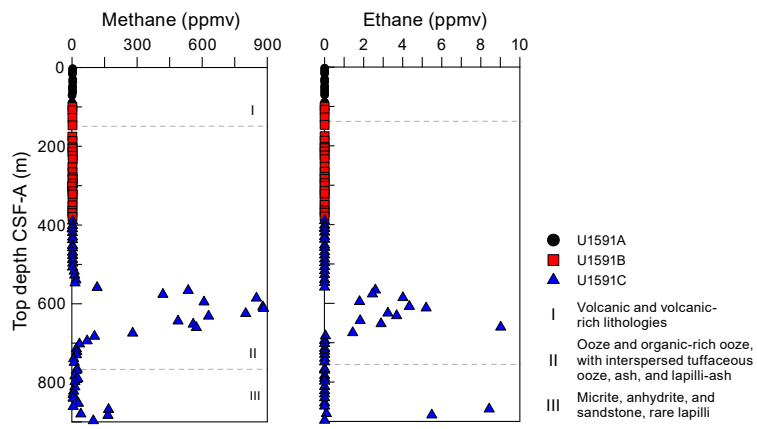 Methane (ppmv)
Ethane (ppmv)
0 300 600 900
0 2 4 6 8 10
0
200
400
600
800
Top depth CSF-A (m)
I
II
III
U1591A
U1591B
U1591C
I Volcanic and volcanic-
rich lithologies
II Ooze and organic-rich ooze,
with interspersed tuffaceous
ooze, ash, and lapilli-ash
III Micrite, anhydrite, and
sandstone, rare lapilli